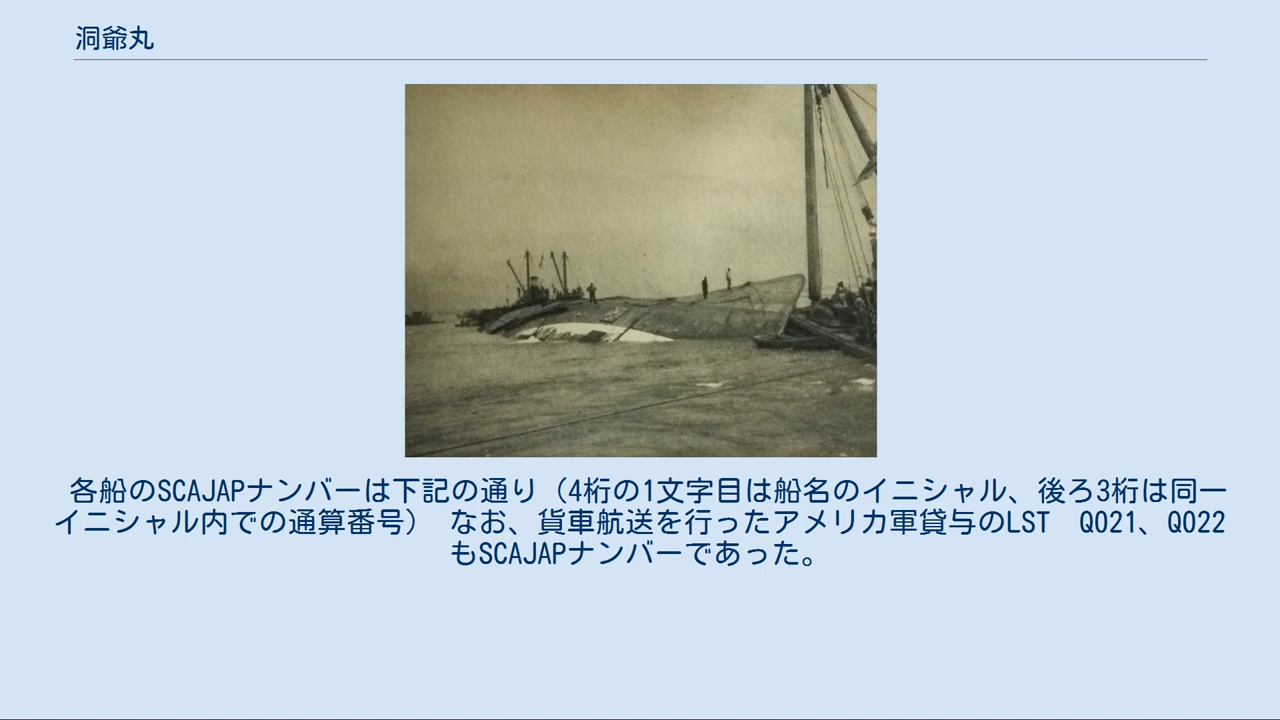 洞爺丸
各船のSCAJAPナンバーは下記の通り（4桁の1文字目は船名のイニシャル、後ろ3桁は同一
イニシャル内での通算番号）　なお、貨車航送を行ったアメリカ軍貸与のLST　Q021、Q022
もSCAJAPナンバーであった。